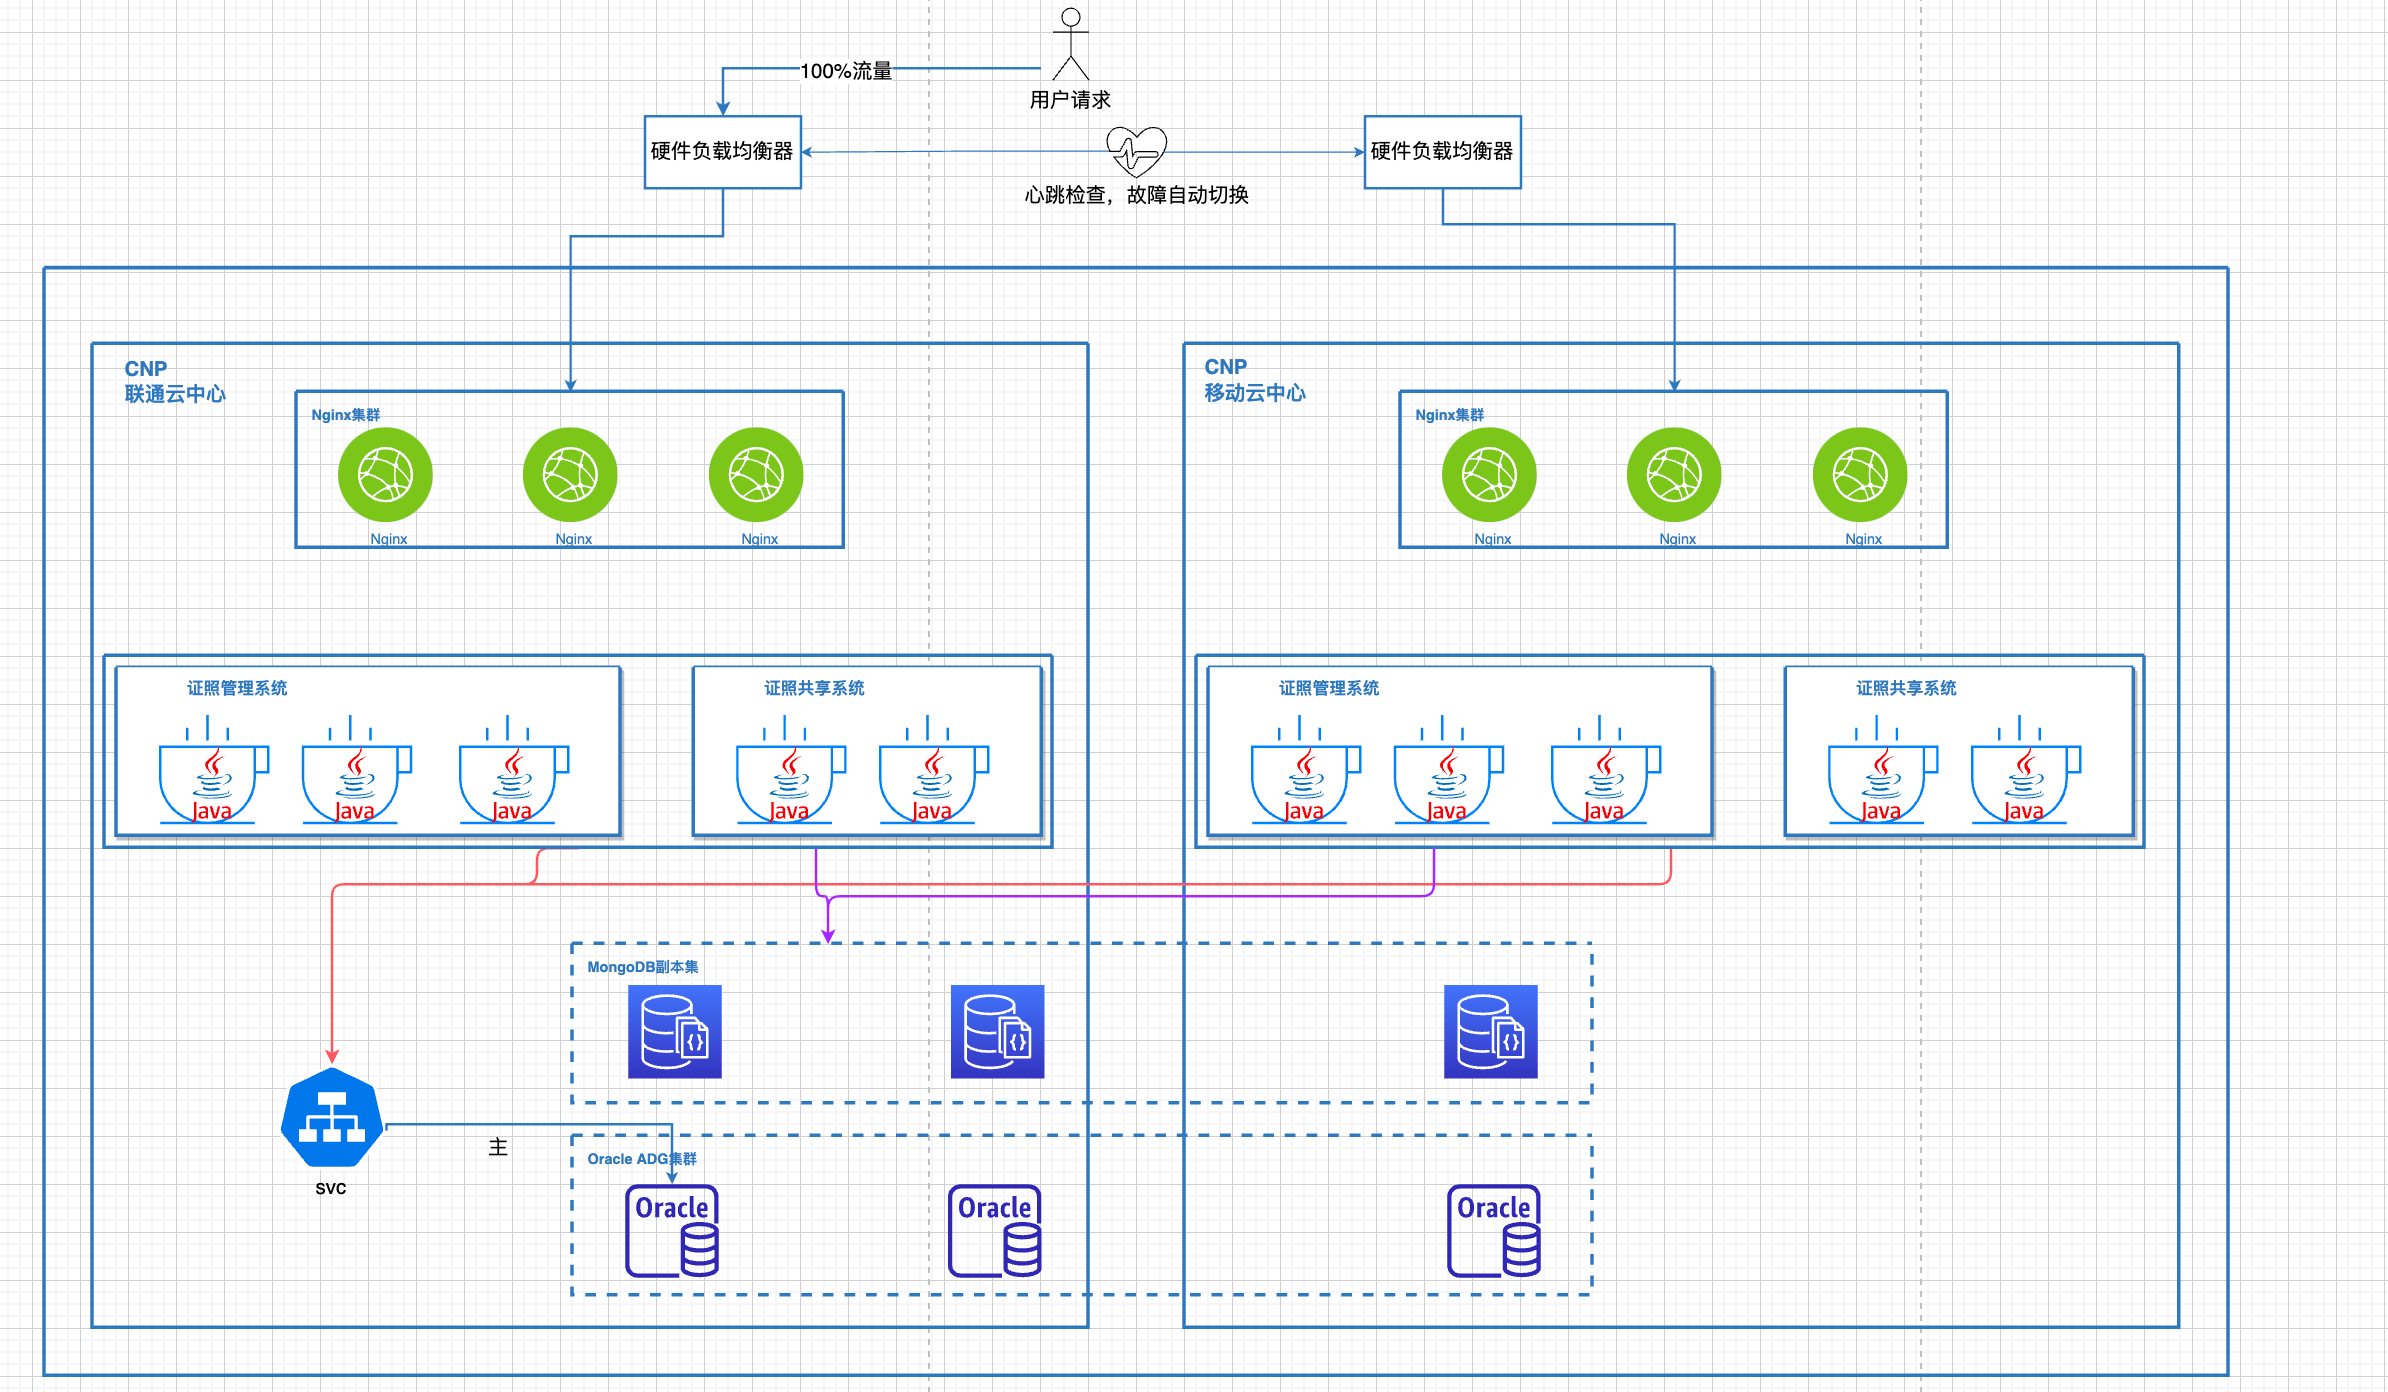 100%流量
用户请求
硬件负载均衡器
硬件负载均衡器
心跳检查，故障自动切换
CNP
联通云中心
Nginx集群
Nginx
Nginx
Nginx
CNP
移动云中心
Nginx集群
Nginx
Nginx
Nginx
证照管理系统
Java
Java
Java
证照共享系统
Java
Java
证照管理系统
Java
Java
Java
证照共享系统
Java
Java
MongoDB副本集
SVC
主
Oracle ADG集群
Oracle
Oracle
Oracle